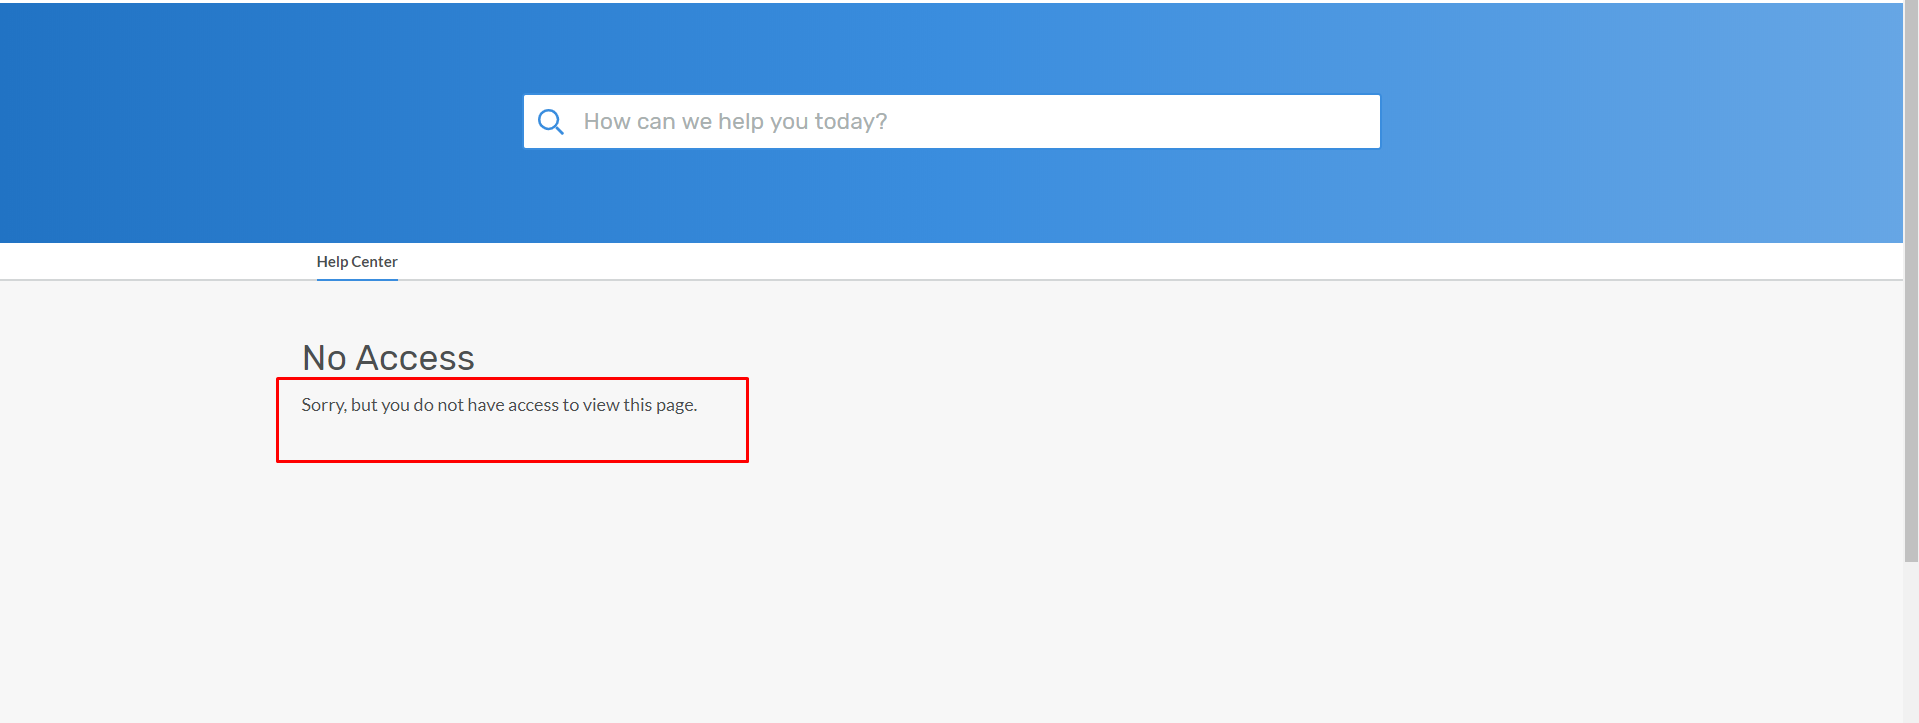 How can we help you today?
Help Center
No Access
Sorry, but you do not have access to view this page.